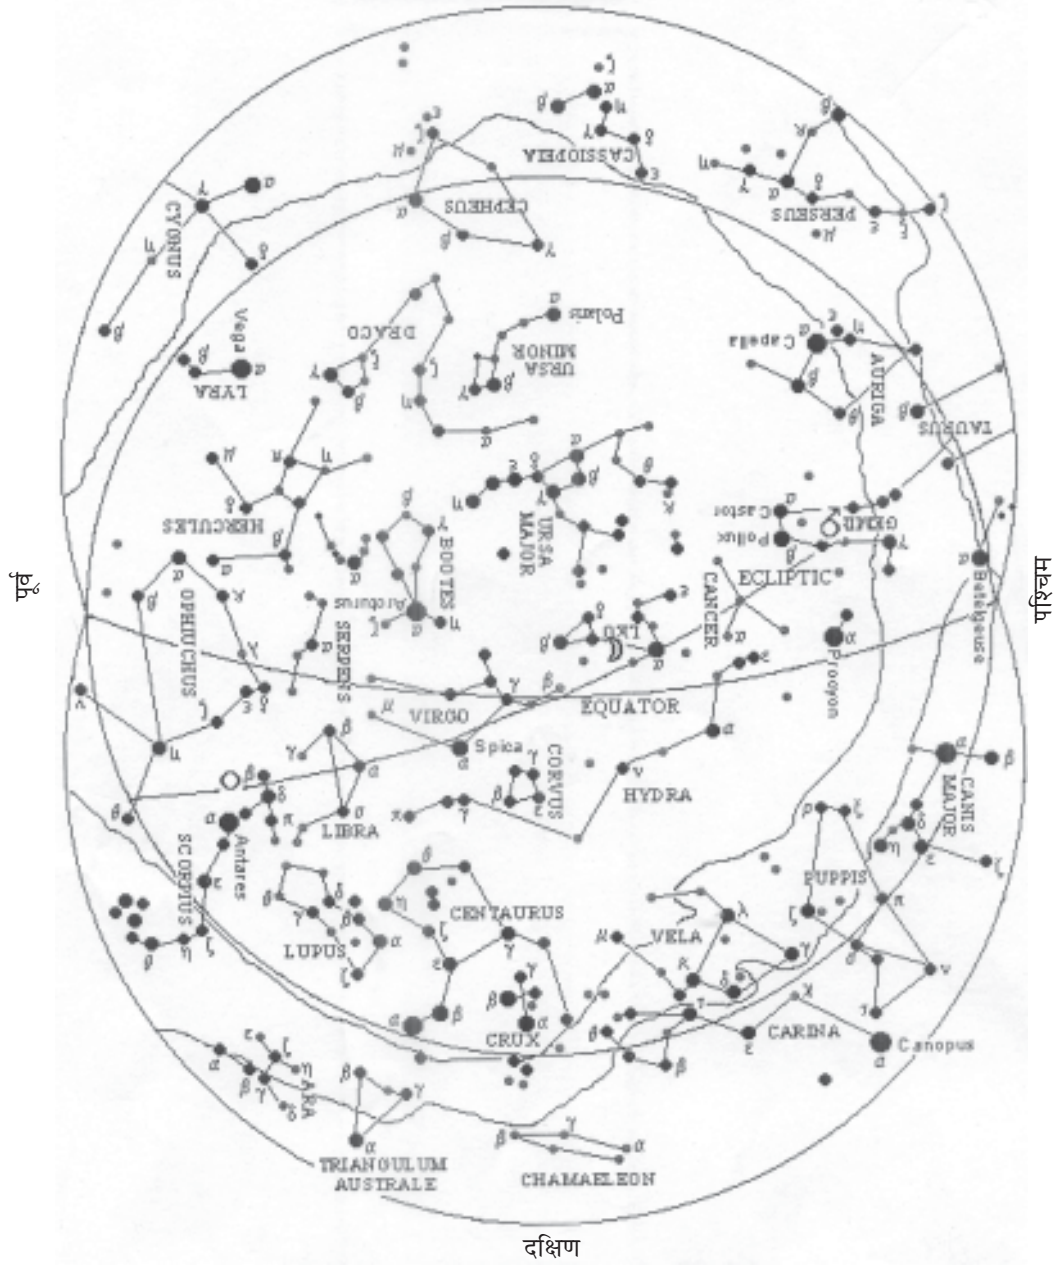 CASSIOPEIA
PERSEUS
CEPHEUS
CYGNUS
DRACO
Polaris
URSA
MINOR
Vega
LYRA
Capella
AURIGA
TAURUS
HERCULES
BOOTES
Arcturus
URSA
MAJOR
Castor
Pollux
GEMINI
ECLIPTIC
CANCER
LEO
Betelgeuse
Procyon
पूर्व
पश्चिम
OPHIUCHUS
SERPENS
VIRGO
EQUATOR
Spica
CORVUS
HYDRA
CANIS
MAJOR
LIBRA
Antares
SCORPIUS
PUPPIS
LUPUS
CENTAURUS
VELA
CRUX
CARINA
Canopus
ARA
TRIANGULUM
AUSTRALE
CHAMAELEON
दक्षिण